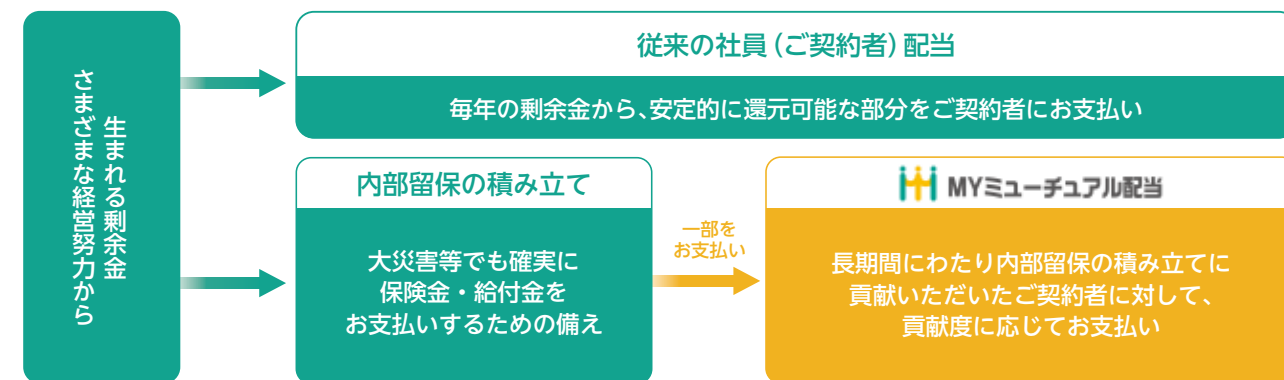 さまざまな経営努力から
生まれる剰余金
従来の社員(ご契約者)配当
毎年の剰余金から、安定的に還元可能な部分をご契約者にお支払い
内部留保の積み立て
大災害等でも確実に
保険金・給付金を
お支払いするための備え
一部を
お支払い
MYミューチュアル配当
長期間にわたり内部留保の積み立てに
貢献いただいたご契約者に対して、
貢献度に応じてお支払い